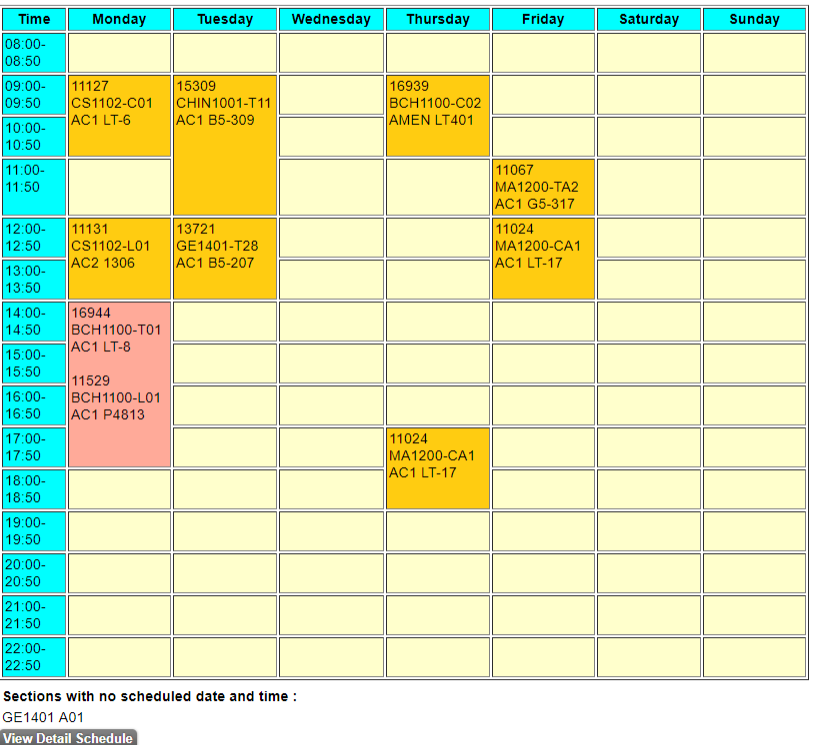 Time Monday Tuesday Wednesday Thursday Friday Saturday Sunday
08:00-
08:50
09:00-
09:50
11127
CS1102-C01
AC1 LT-6
15309
CHIN1001-T11
AC1 B5-309
16939
BCH1100-C02
AMEN LT401
10:00-
10:50
11:00-
11:50
11067
MA1200-TA2
AC1 G5-317
12:00-
12:50
11131
CS1102-L01
AC2 1306
13721
GE1401-T28
AC1 B5-207
11024
MA1200-CA1
AC1 LT-17
13:00-
13:50
14:00-
14:50
16944
BCH1100-T01
AC1 LT-8
11529
BCH1100-L01
AC1 P4813
15:00-
15:50
16:00-
16:50
17:00-
17:50
11024
MA1200-CA1
AC1 LT-17
18:00-
18:50
19:00-
19:50
20:00-
20:50
21:00-
21:50
22:00-
22:50
Sections with no scheduled date and time :
GE1401 A01
View Detail Schedule